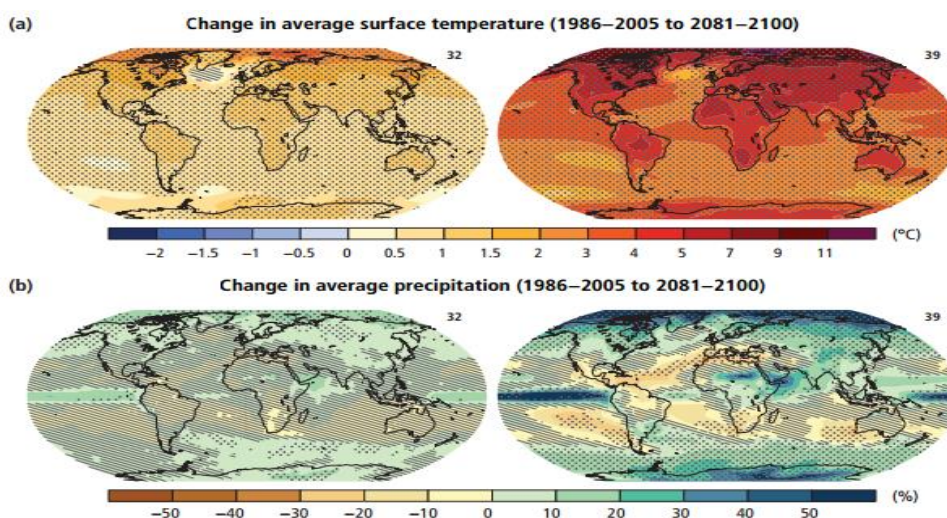 (a) Change in average surface temperature (1986−2005 to 2081−2100)
32 39
−2 −1.5 −1 −0.5 0 0.5 1 1.5 2 3 4 5 7 9 11 (°C)
(b) Change in average precipitation (1986−2005 to 2081−2100)
32 39
−50 −40 −30 −20 −10 0 10 20 30 40 50 (%)